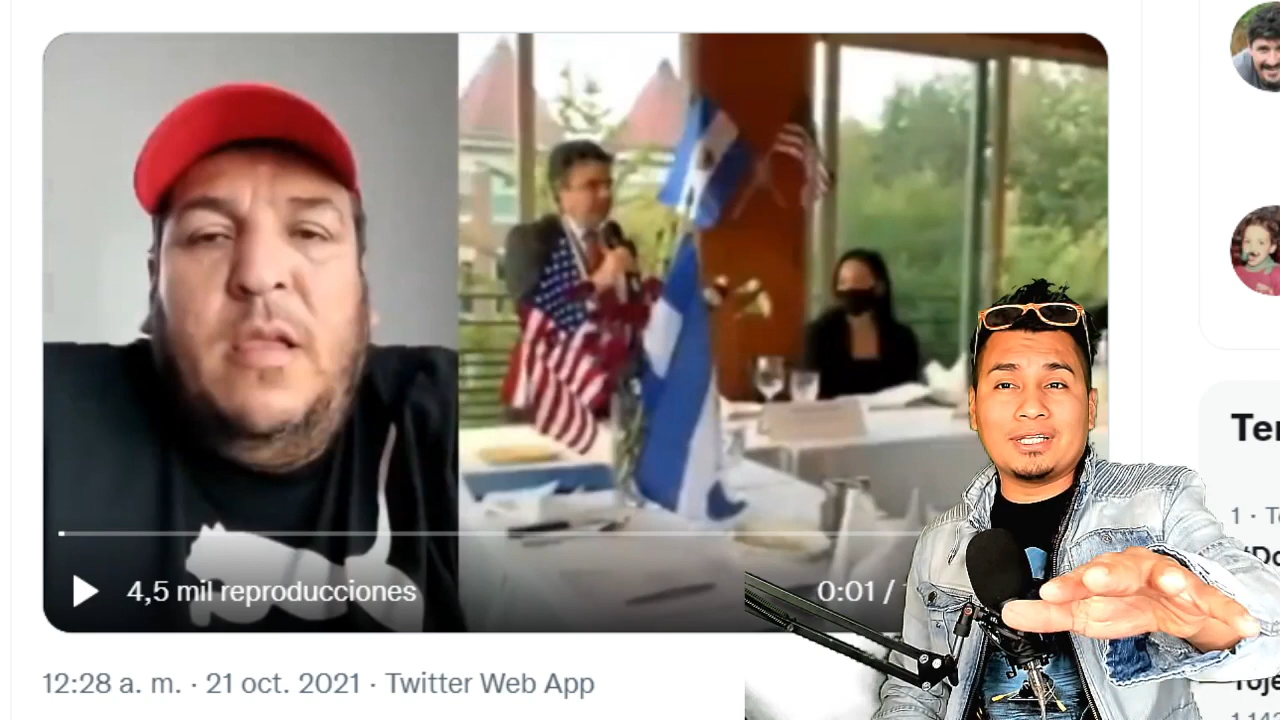 4,5 mil reproducciones
0:01 /
12:28 a. m. · 21 oct. 2021 · Twitter Web App
Ter
1 · T